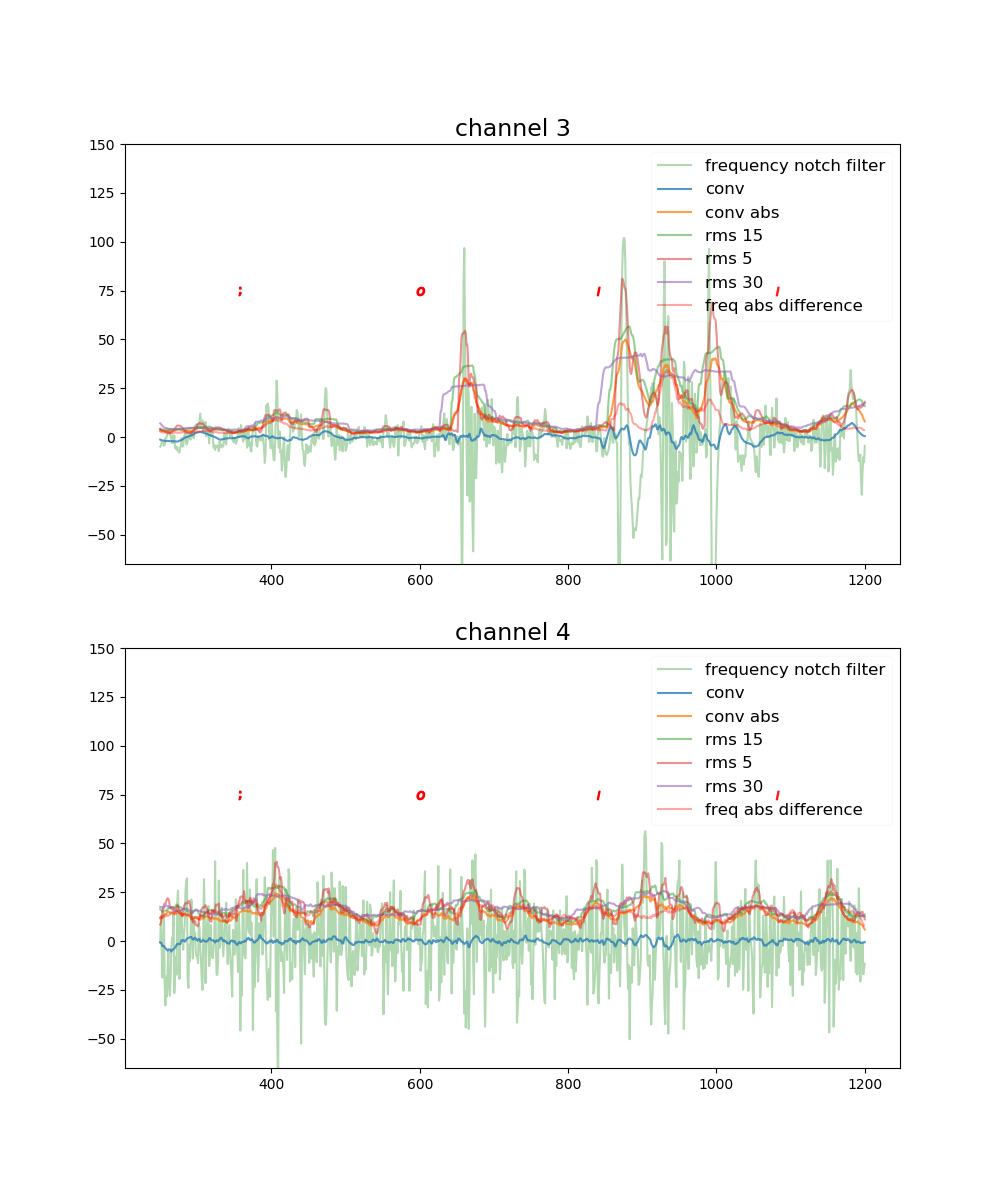 channel 3
150
125
100
75
50
25
0
−25
−50
frequency notch filter
conv
conv abs
rms 15
rms 5
rms 30
freq abs difference
; o / /
400 600 800 1000 1200
channel 4
150
125
100
75
50
25
0
−25
−50
frequency notch filter
conv
conv abs
rms 15
rms 5
rms 30
freq abs difference
; o / /
400 600 800 1000 1200